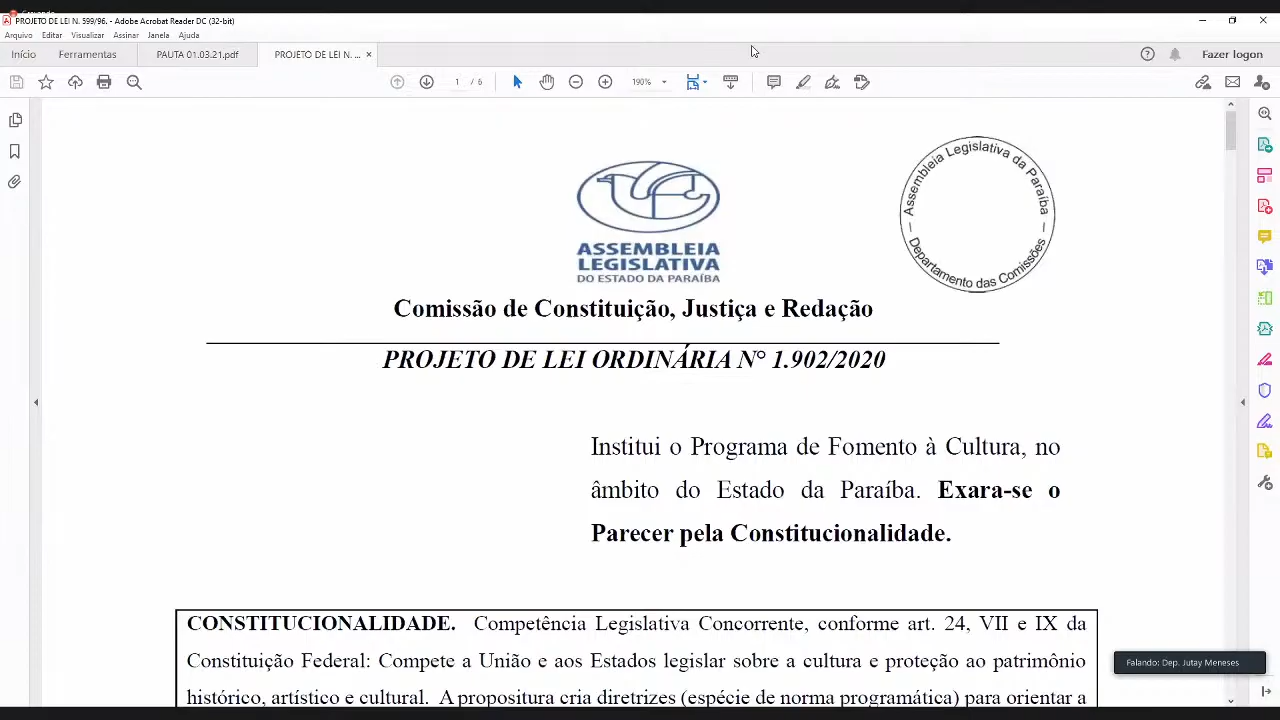 Gravando
PROJETO DE LEI N. 599/96. - Adobe Acrobat Reader DC (32-bit)
Arquivo Editar Visualizar Assinar Janela Ajuda
Início Ferramentas PAUTA 01.03.21.pdf PROJETO DE LEI N. ... × Fazer logon
1 / 6 190%
Assembleia Legislativa da Paraíba
Departamento das Comissões
ASSEMBLEIA
LEGISLATIVA
DO ESTADO DA PARAÍBA
Comissão de Constituição, Justiça e Redação
PROJETO DE LEI ORDINÁRIA N° 1.902/2020
Institui o Programa de Fomento à Cultura, no
âmbito do Estado da Paraíba. Exara-se o
Parecer pela Constitucionalidade.
CONSTITUCIONALIDADE. Competência Legislativa Concorrente, conforme art. 24, VII e IX da
Constituição Federal: Compete a União e aos Estados legislar sobre a cultura e proteção ao patrimônio
histórico, artístico e cultural. A propositura cria diretrizes (espécie de norma programática) para orientar a
Falando: Dep. Jutay Meneses